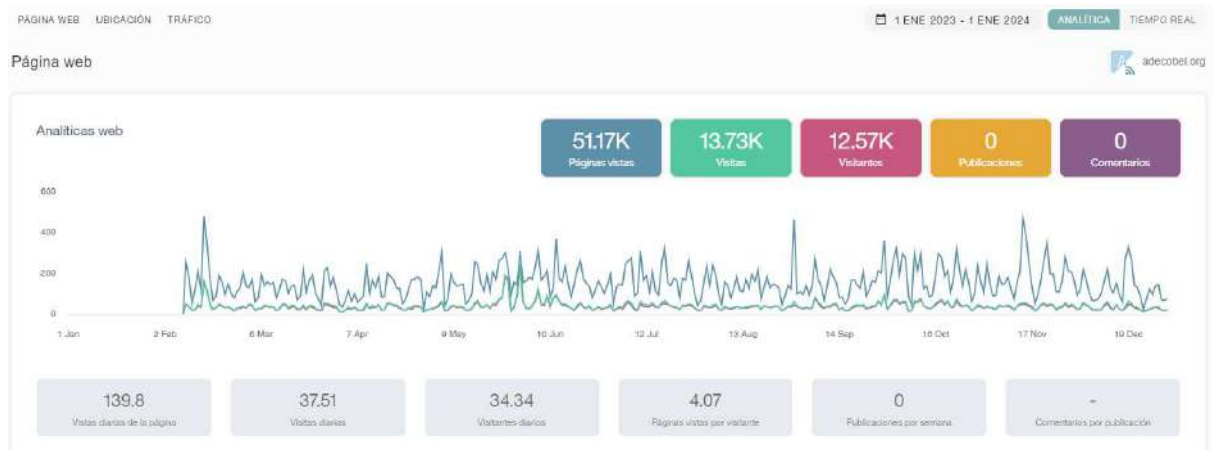 PÁGINA WEB UBICACIÓN TRÁFICO
1 ENE 2023 - 1 ENE 2024 ANALÍTICA TIEMPO REAL
Página web
adecobel.org
Analíticas web
51.17K 13.73K 12.57K 0 0
Páginas vistas Visitas Visitantes Publicaciones Comentarios
600
400
200
0
1 Jan 2 Feb 6 Mar 7 Apr 9 May 10 Jun 12 Jul 13 Aug 14 Sep 16 Oct 17 Nov 19 Dec
139.8 37.51 34.34 4.07 0 -
Vistas diarias de la página Visitas diarias Visitantes diarios Páginas vistas por visitante Publicaciones por semana Comentarios por publicación